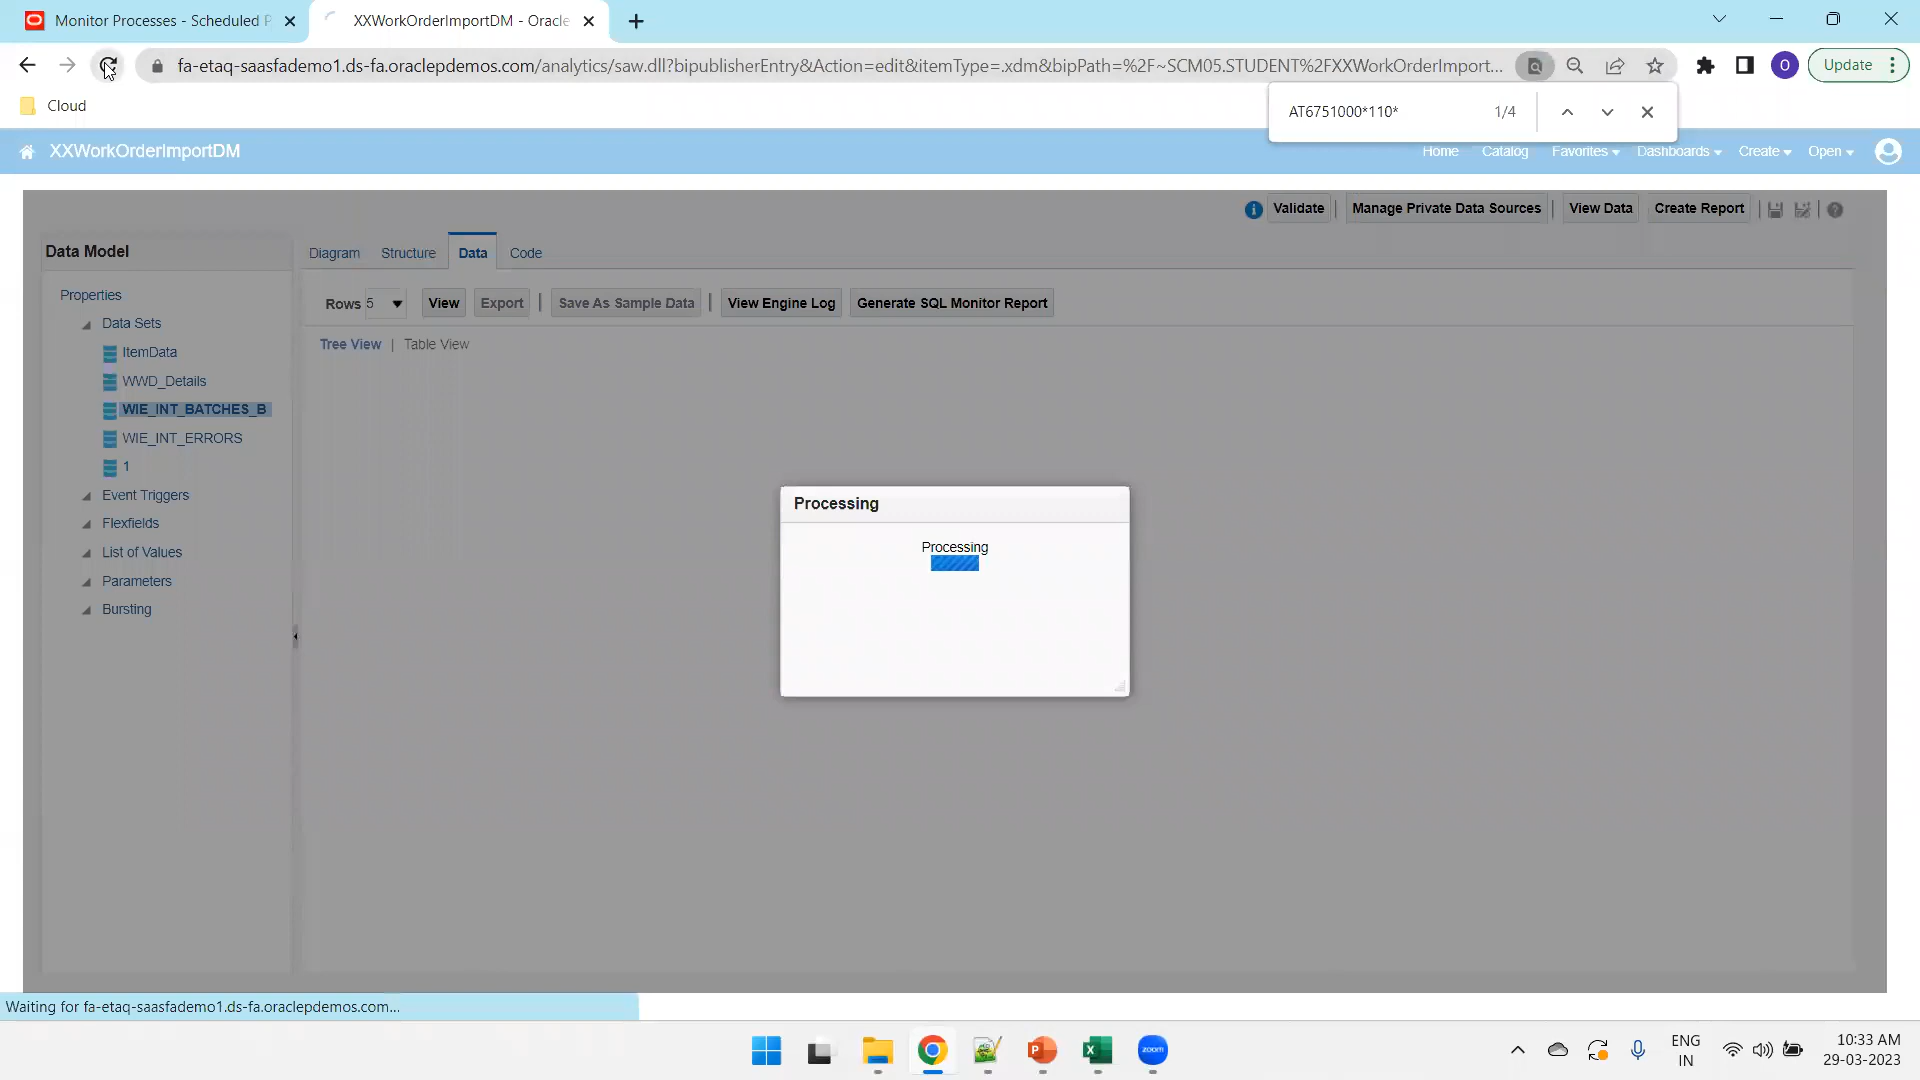 Monitor Processes - Scheduled P
XXWorkOrderImportDM - Oracle
fa-etaq-saasfademo1.ds-fa.oraclepdemos.com/analytics/saw.dll?bipublisherEntry&Action=edit&itemType=.xdm&bipPath=%2F~SCM05.STUDENT%2FXXWorkOrderImport...
O
Update
Cloud
AT6751000*110*
1/4
XXWorkOrderImportDM
Home
Catalog
Favorites
Dashboards
Create
Open
Validate
Manage Private Data Sources
View Data
Create Report
Data Model
Diagram
Structure
Data
Code
Properties
Rows 5
View
Export
Save As Sample Data
View Engine Log
Generate SQL Monitor Report
Data Sets
Tree View | Table View
ItemData
WWD_Details
WIE_INT_BATCHES_B
WIE_INT_ERRORS
1
Event Triggers
Flexfields
List of Values
Parameters
Bursting
Processing
Processing
Waiting for fa-etaq-saasfademo1.ds-fa.oraclepdemos.com...
zoom
ENG
IN
10:33 AM
29-03-2023